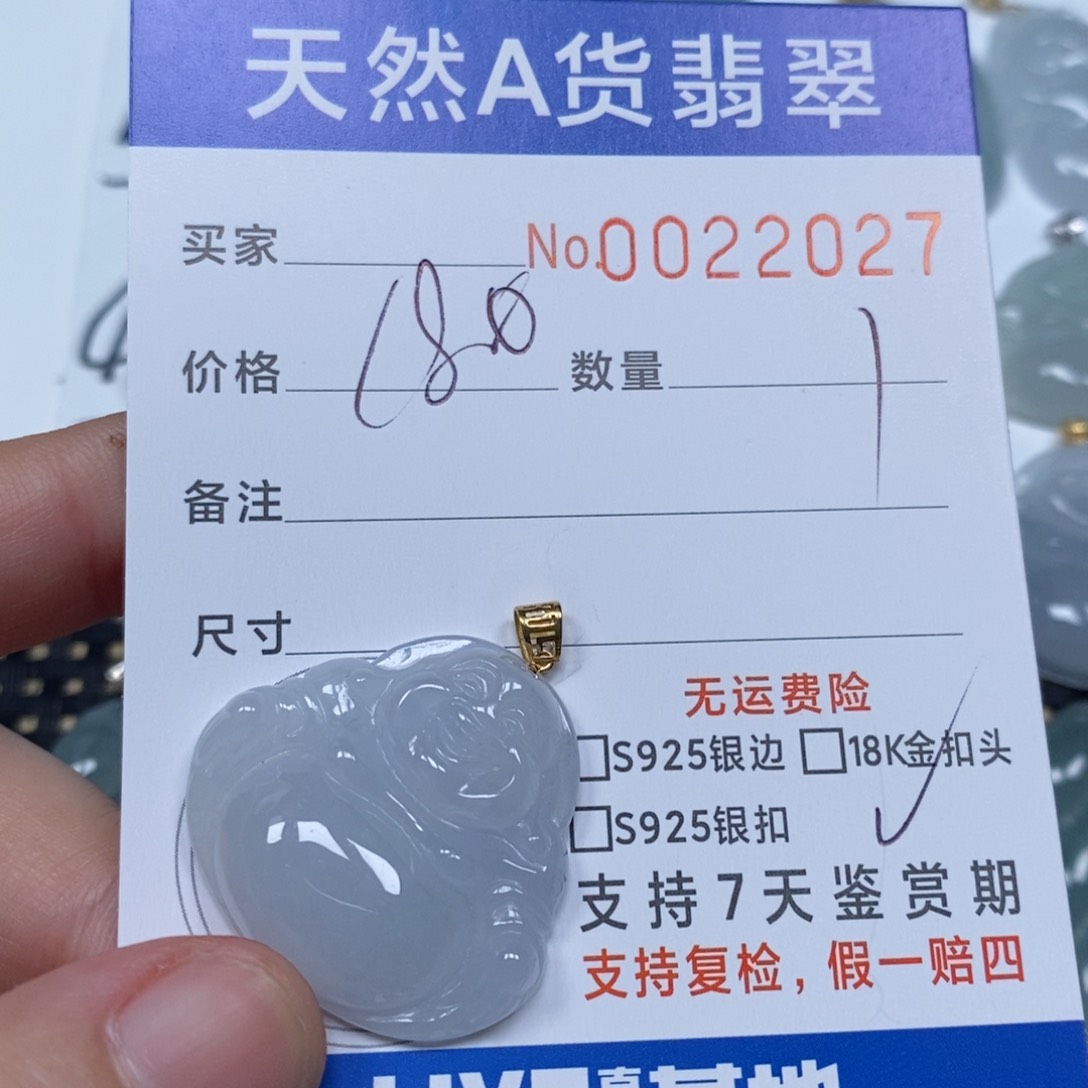 天然A货翡翠
买家 No.0022027
价格 1800 数量 1
备注
尺寸
无运费险
S925银边 18K金扣头
S925银扣
支持7天鉴赏期
支持复检,假一赔四